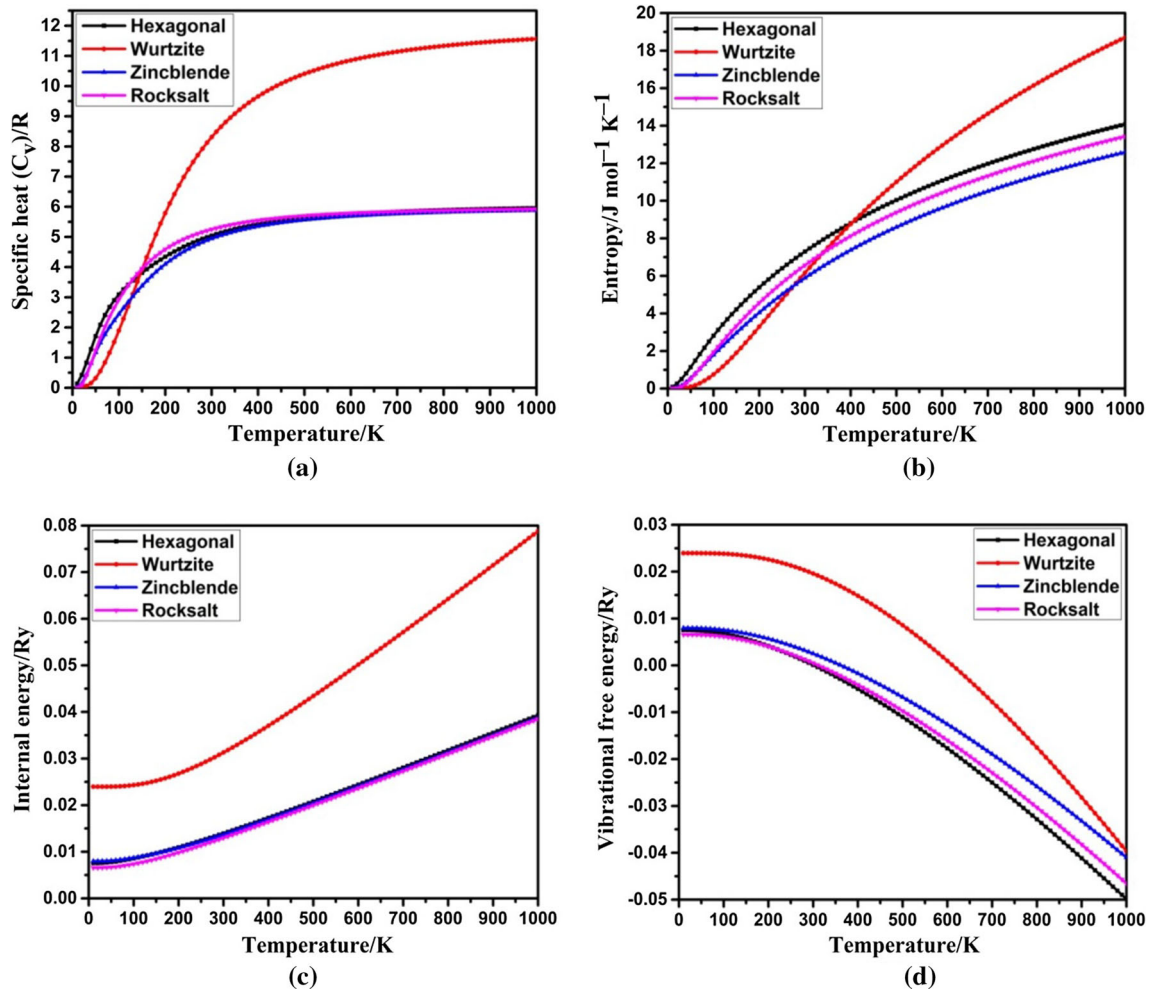 12
11
10
9
8
7
6
5
4
3
2
1
0
Specific heat (Cv)/R
Hexagonal
Wurtzite
Zincblende
Rocksalt
0 100 200 300 400 500 600 700 800 900 1000
Temperature/K
(a)
20
18
16
14
12
10
8
6
4
2
0
Entropy/J mol⁻¹ K⁻¹
Hexagonal
Wurtzite
Zincblende
Rocksalt
0 100 200 300 400 500 600 700 800 900 1000
Temperature/K
(b)
0.08
0.07
0.06
0.05
0.04
0.03
0.02
0.01
0.00
Internal energy/Ry
Hexagonal
Wurtzite
Zincblende
Rocksalt
0 100 200 300 400 500 600 700 800 900 1000
Temperature/K
(c)
0.03
0.02
0.01
0.00
-0.01
-0.02
-0.03
-0.04
-0.05
Vibrational free energy/Ry
Hexagonal
Wurtzite
Zincblende
Rocksalt
0 100 200 300 400 500 600 700 800 900 1000
Temperature/K
(d)